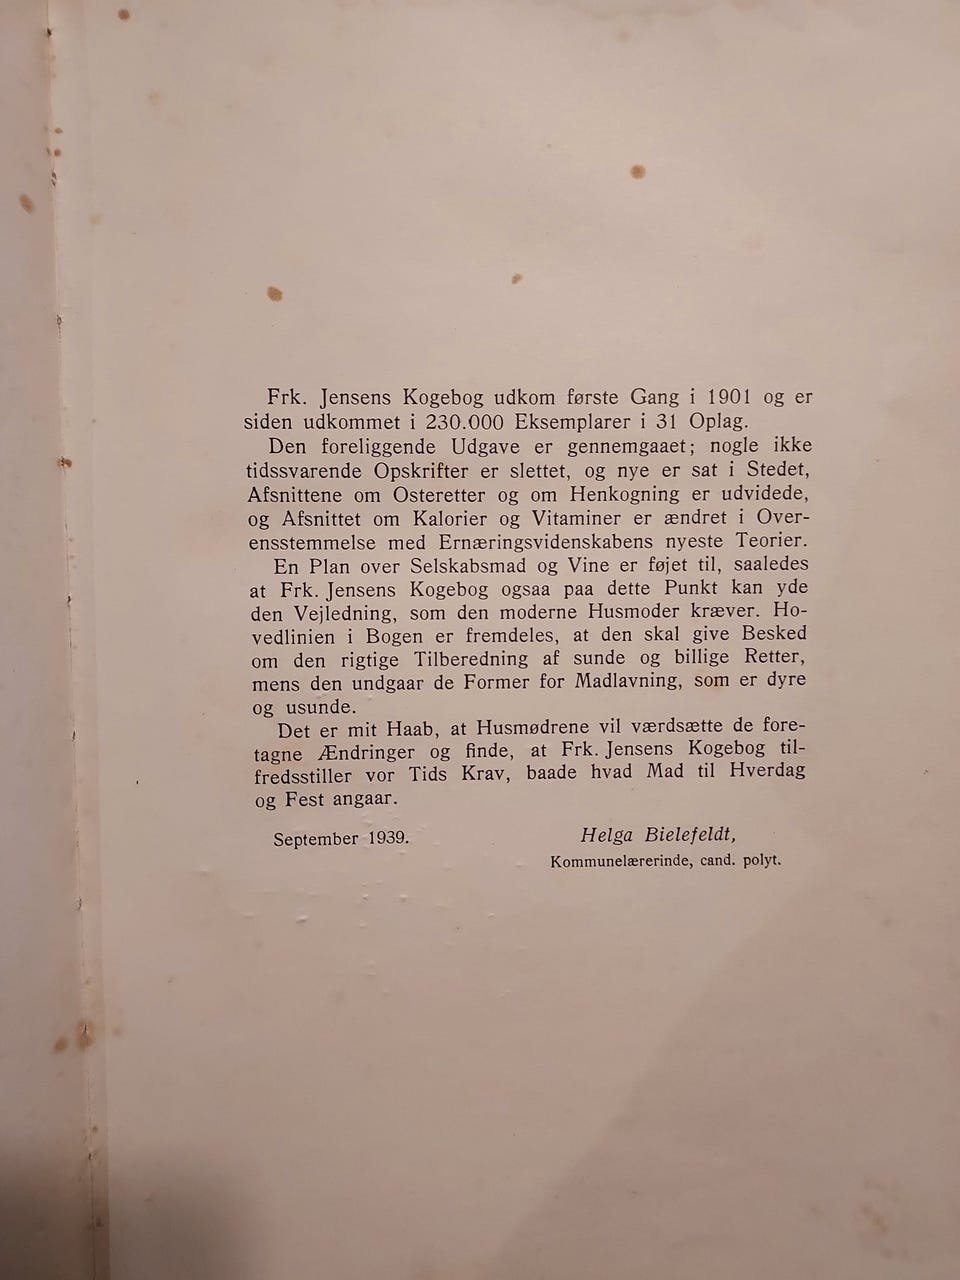 Frk. Jensens Kogebog udkom første Gang i 1901 og er
siden udkommet i 230.000 Eksemplarer i 31 Oplag.
Den foreliggende Udgave er gennemgaaet; nogle ikke
tidssvarende Opskrifter er slettet, og nye er sat i Stedet,
Afsnittene om Osteretter og om Henkogning er udvidede,
og Afsnittet om Kalorier og Vitaminer er ændret i Over-
ensstemmelse med Ernæringsvidenskabens nyeste Teorier.
En Plan over Selskabsmad og Vine er føjet til, saaledes
at Frk. Jensens Kogebog ogsaa paa dette Punkt kan yde
den Vejledning, som den moderne Husmoder kræver. Ho-
vedlinien i Bogen er fremdeles, at den skal give Besked
om den rigtige Tilberedning af sunde og billige Retter,
mens den undgaar de Former for Madlavning, som er dyre
og usunde.
Det er mit Haab, at Husmødrene vil værdsætte de fore-
tagne Ændringer og finde, at Frk. Jensens Kogebog til-
fredsstiller vor Tids Krav, baade hvad Mad til Hverdag
og Fest angaar.
September 1939.
Helga Bielefeldt,
Kommunelærerinde, cand. polyt.